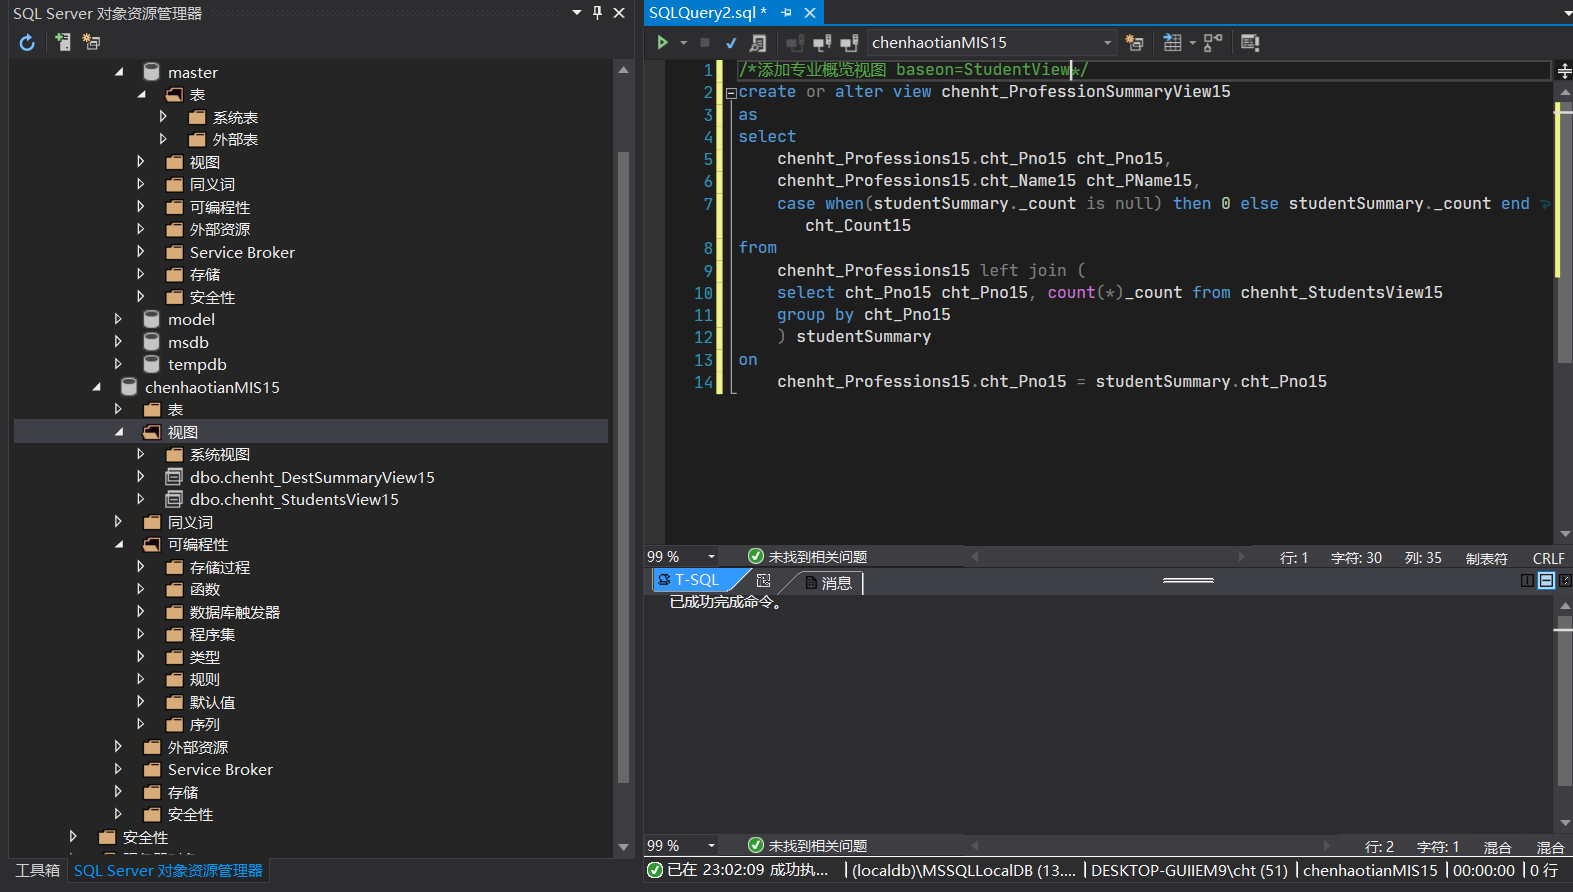 SQL Server 对象资源管理器
master
表
系统表
外部表
视图
同义词
可编程性
外部资源
Service Broker
存储
安全性
model
msdb
tempdb
chenhaotianMIS15
表
视图
系统视图
dbo.chenht_DestSummaryView15
dbo.chenht_StudentsView15
同义词
可编程性
存储过程
函数
数据库触发器
程序集
类型
规则
默认值
序列
外部资源
Service Broker
存储
安全性
安全性
工具箱 SQL Server 对象资源管理器
SQLQuery2.sql *
chenhaotianMIS15
1 /*添加专业概览视图 baseon=StudentView*/
2 create or alter view chenht_ProfessionSummaryView15
3 as
4 select
5 chenht_Professions15.cht_Pno15 cht_Pno15,
6 chenht_Professions15.cht_Name15 cht_PName15,
7 case when(studentSummary._count is null) then 0 else studentSummary._count end
cht_Count15
8 from
9 chenht_Professions15 left join (
10 select cht_Pno15 cht_Pno15, count(*)_count from chenht_StudentsView15
11 group by cht_Pno15
12 ) studentSummary
13 on
14 chenht_Professions15.cht_Pno15 = studentSummary.cht_Pno15
99 % 未找到相关问题 行: 1 字符: 30 列: 35 制表符 CRLF
T-SQL 消息
已成功完成命令。
99 % 未找到相关问题 行: 2 字符: 1 混合 混合
已在 23:02:09 成功执... (localdb)\MSSQLLocalDB (13.... DESKTOP-GUIIEM9\cht (51) chenhaotianMIS15 00:00:00 0 行